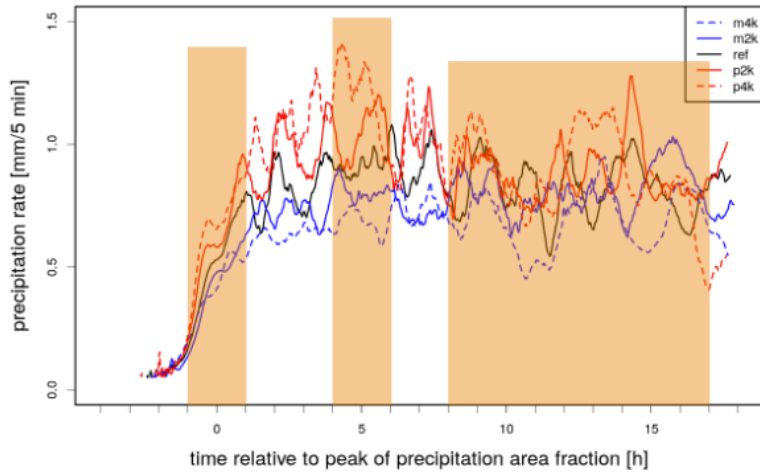 1.5
1.0
0.5
0.0
precipitation rate [mm/5 min]
m4k
m2k
ref
p2k
p4k
0 5 10 15
time relative to peak of precipitation area fraction [h]